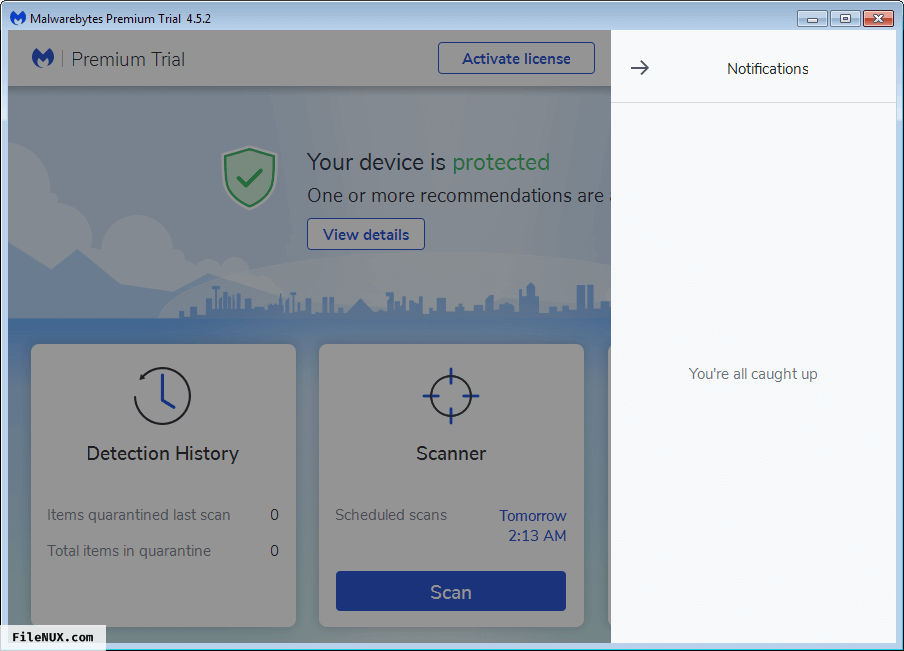 Malwarebytes Premium Trial 4.5.2
Premium Trial
Activate license
Notifications
Your device is protected
One or more recommendations are
View details
You're all caught up
Detection History
Items quarantined last scan 0
Total items in quarantine 0
Scanner
Scheduled scans Tomorrow
2:13 AM
Scan
FileNUX.com